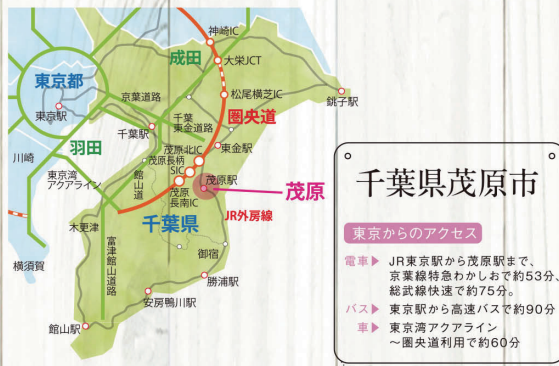 神崎IC
成田
大栄JCT
東京都
松尾横芝IC
京葉道路
銚子駅
東京駅
千葉
東金道路
圏央道
千葉駅
羽田
茂原北IC
東金駅
川崎
茂原長柄
SIC
東京湾
アクアライン
館山道
茂原駅
茂原
茂原
長南IC
JR外房線
千葉県
木更津
富津館山道路
御宿
横須賀
勝浦駅
安房鴨川駅
館山駅
千葉県茂原市
東京からのアクセス
電車▶ JR東京駅から茂原駅まで、
京葉線特急わかしおで約53分、
総武線快速で約75分。
バス▶ 東京駅から高速バスで約90分
車▶ 東京湾アクアライン
～圏央道利用で約60分